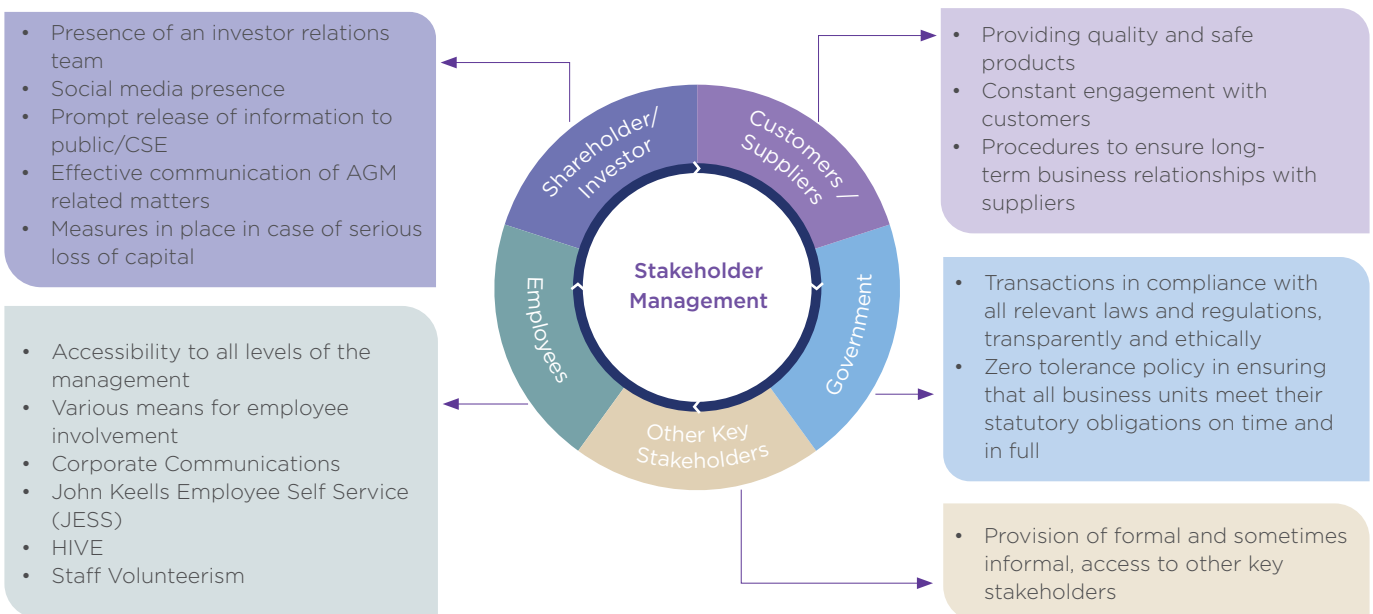 • Presence of an investor relations
team
• Social media presence
• Prompt release of information to
public/CSE
• Effective communication of AGM
related matters
• Measures in place in case of serious
loss of capital
• Accessibility to all levels of the
management
• Various means for employee
involvement
• Corporate Communications
• John Keells Employee Self Service
(JESS)
• HIVE
• Staff Volunteerism
Shareholder/
Investor
Customers /
Suppliers
Employees
Stakeholder
Management
Government
Other Key
Stakeholders
• Providing quality and safe
products
• Constant engagement with
customers
• Procedures to ensure long-
term business relationships with
suppliers
• Transactions in compliance with
all relevant laws and regulations,
transparently and ethically
• Zero tolerance policy in ensuring
that all business units meet their
statutory obligations on time and
in full
• Provision of formal and sometimes
informal, access to other key
stakeholders